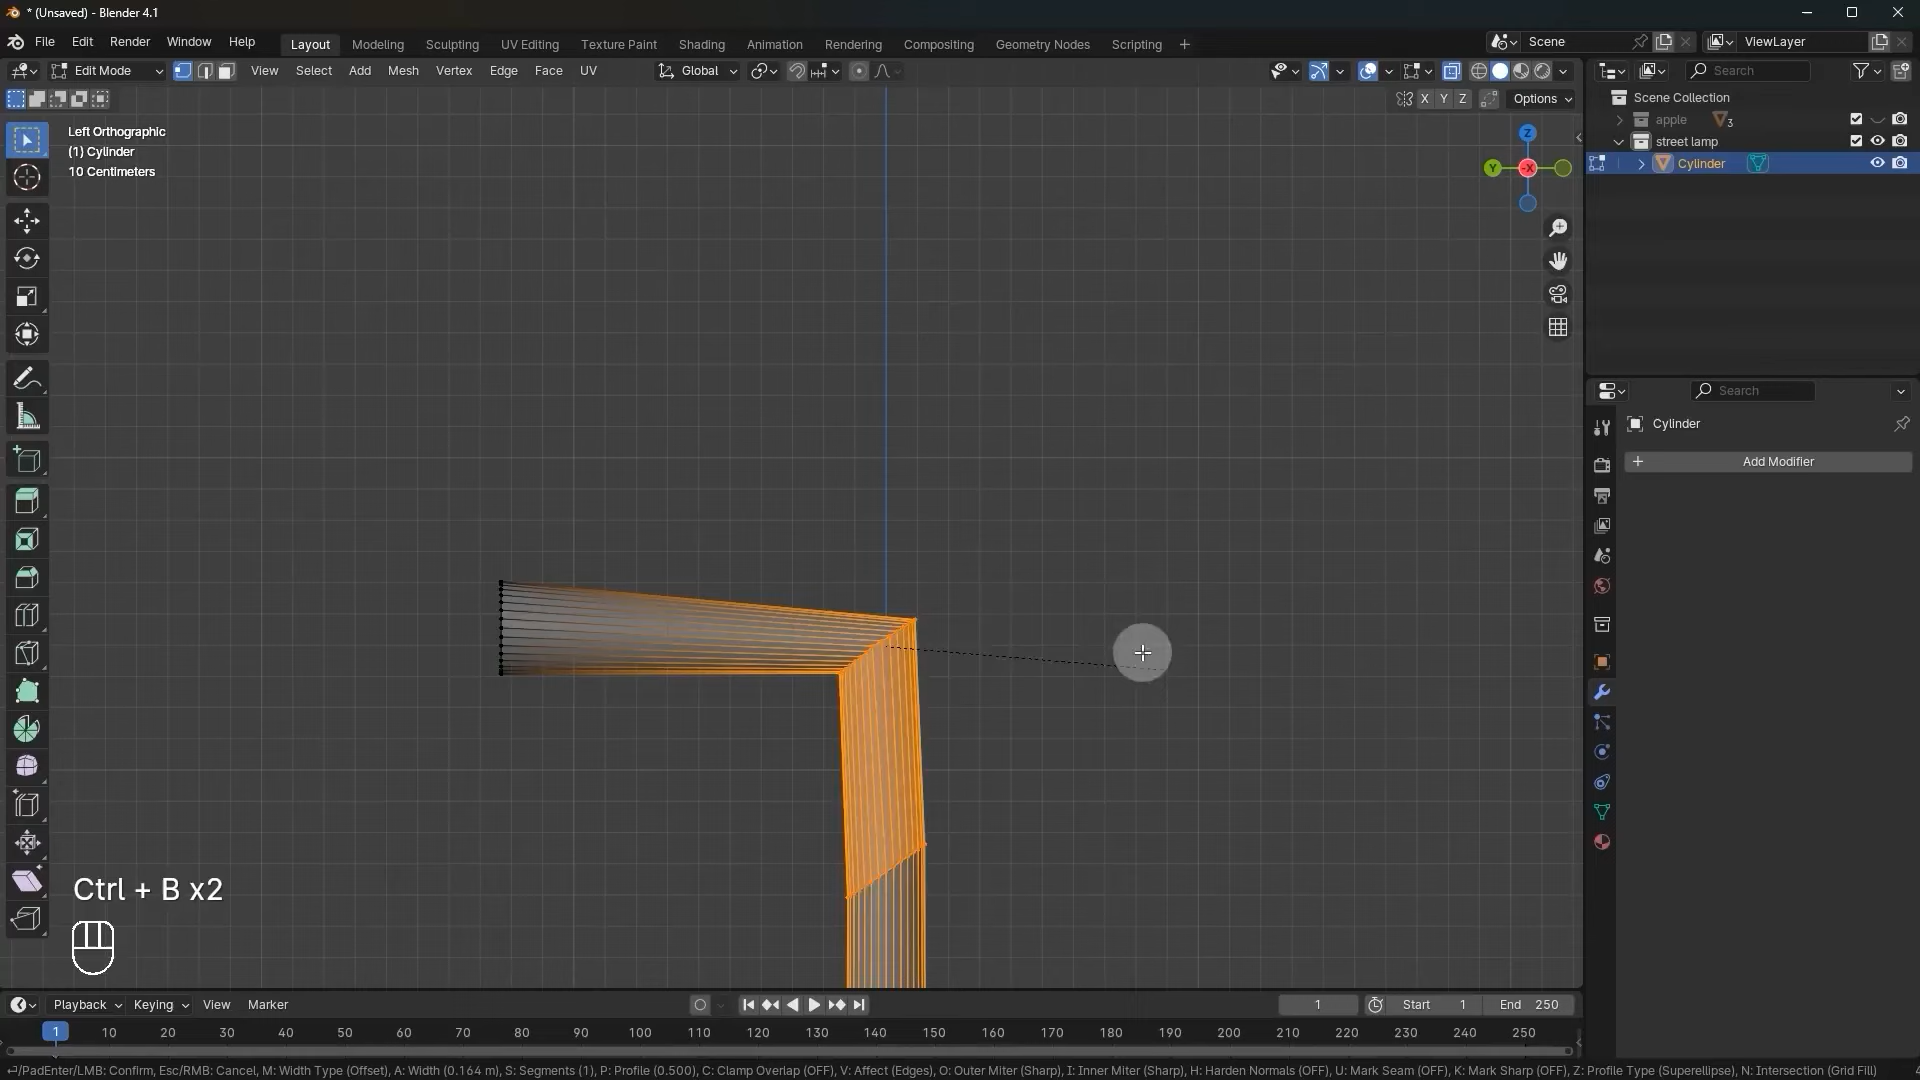 * (Unsaved) - Blender 4.1
File Edit Render Window Help
Layout Modeling Sculpting UV Editing Texture Paint Shading Animation Rendering Compositing Geometry Nodes Scripting +
Scene ViewLayer
Edit Mode View Select Add Mesh Vertex Edge Face UV Global
Search
X Y Z Options
Left Orthographic
(1) Cylinder
10 Centimeters
Z
Y -X
Scene Collection
apple 3
street lamp
Cylinder
Search
Cylinder
+ Add Modifier
Ctrl + B x2
Playback Keying View Marker 1 Start 1 End 250
1 10 20 30 40 50 60 70 80 90 100 110 120 130 140 150 160 170 180 190 200 210 220 230 240 250
/PadEnter/LMB: Confirm, Esc/RMB: Cancel, M: Width Type (Offset), A: Width (0.164 m), S: Segments (1), P: Profile (0.500), C: Clamp Overlap (OFF), V: Affect (Edges), O: Outer Miter (Sharp), I: Inner Miter (Sharp), H: Harden Normals (OFF), U: Mark Seam (OFF), K: Mark Sharp (OFF), Z: Profile Type (Superellipse), N: Intersection (Grid Fill)